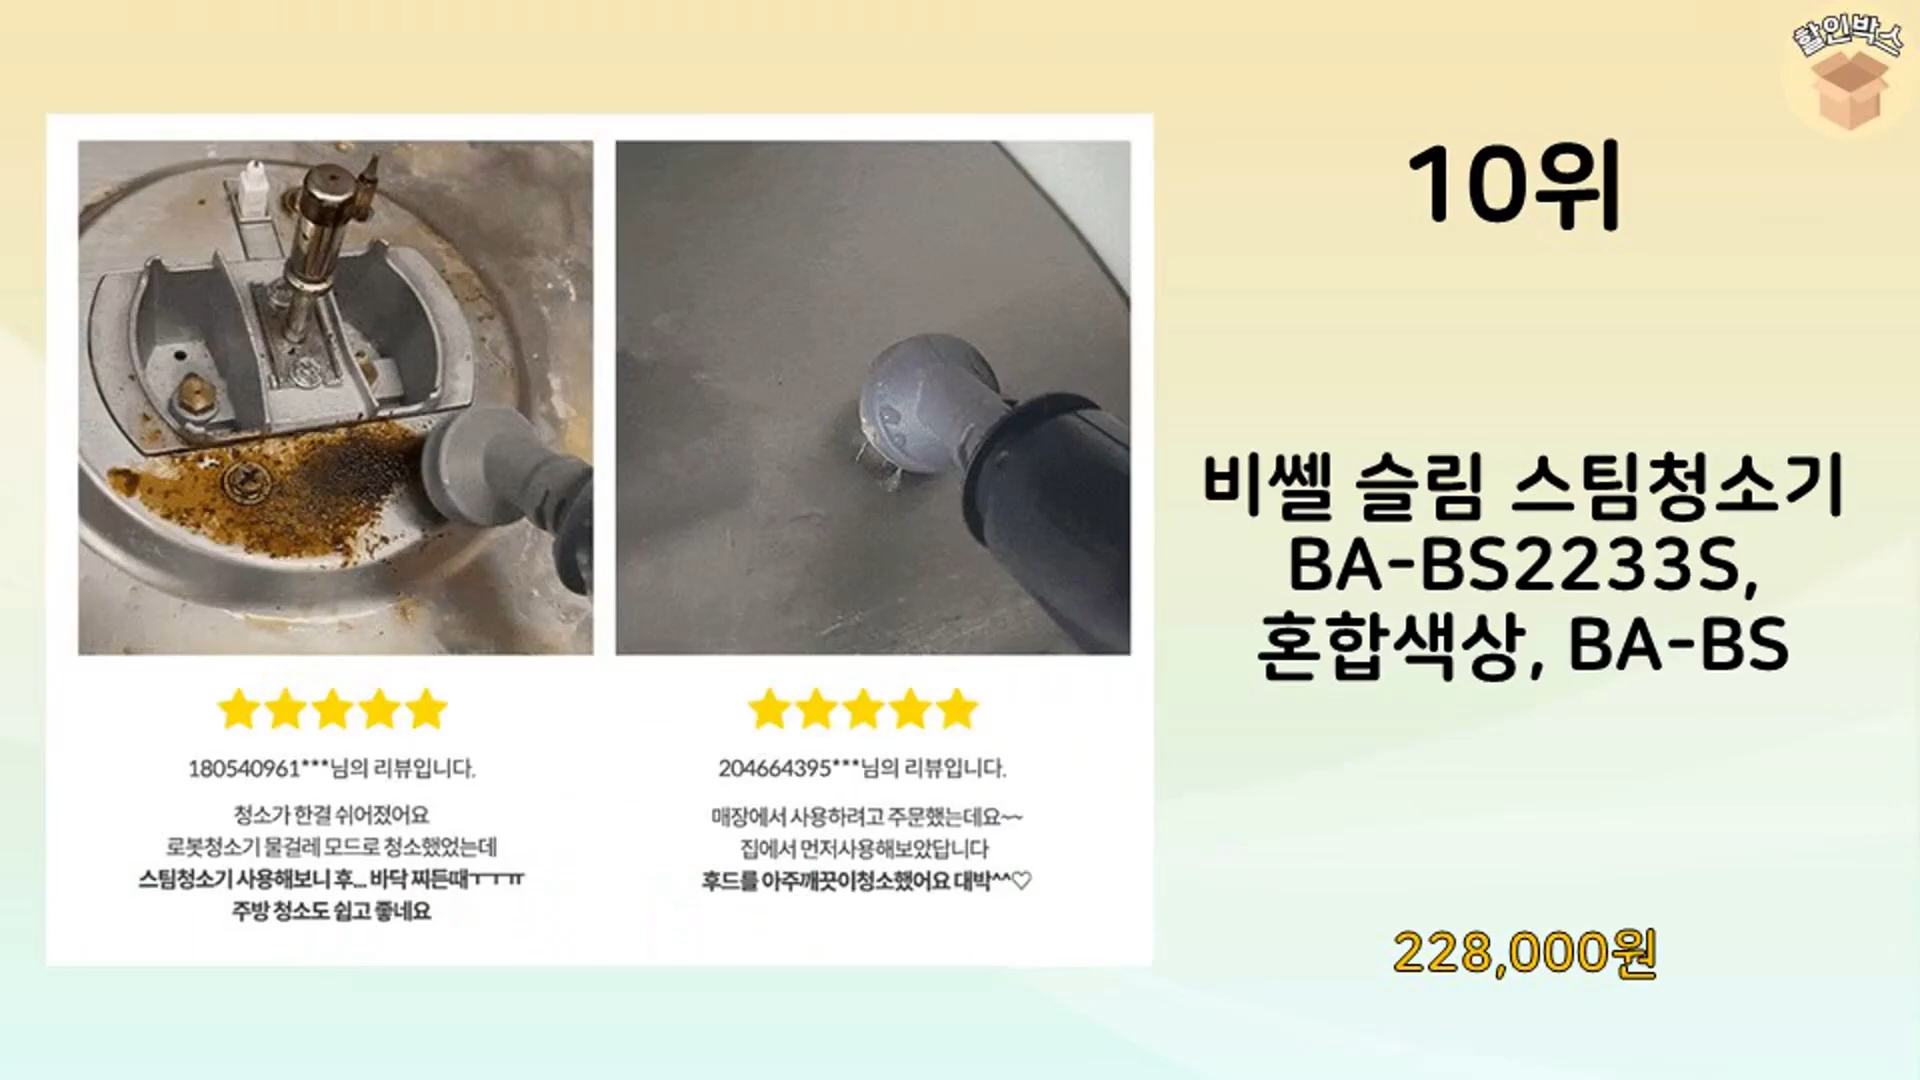 할인박스
10위
비쎌 슬림 스팀청소기
BA-BS2233S,
혼합색상, BA-BS
228,000원
180540961***님의 리뷰입니다.
청소가 한결 쉬어졌어요
로봇청소기 물걸레 모드로 청소했었는데
스팀청소기 사용해보니 후... 바닥 찌든때ㅜㅜㅠ
주방 청소도 쉽고 좋네요
204664395***님의 리뷰입니다.
매장에서 사용하려고 주문했는데요~~
집에서 먼저사용해보았답니다
후드를 아주깨끗이청소했어요 대박^^♡